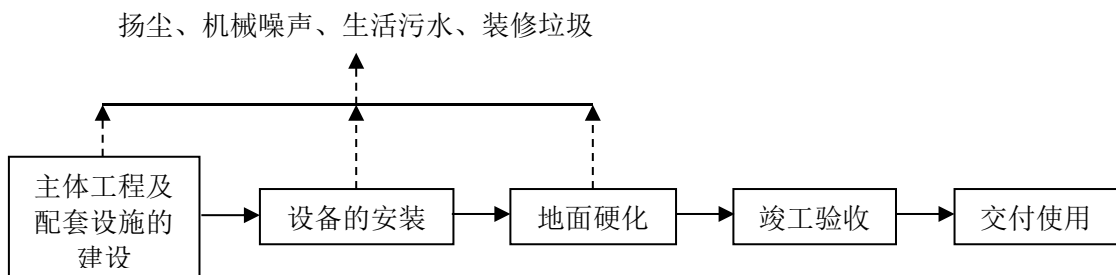 扬尘、机械噪声、生活污水、装修垃圾
主体工程及
配套设施的
建设
设备的安装
地面硬化
竣工验收
交付使用